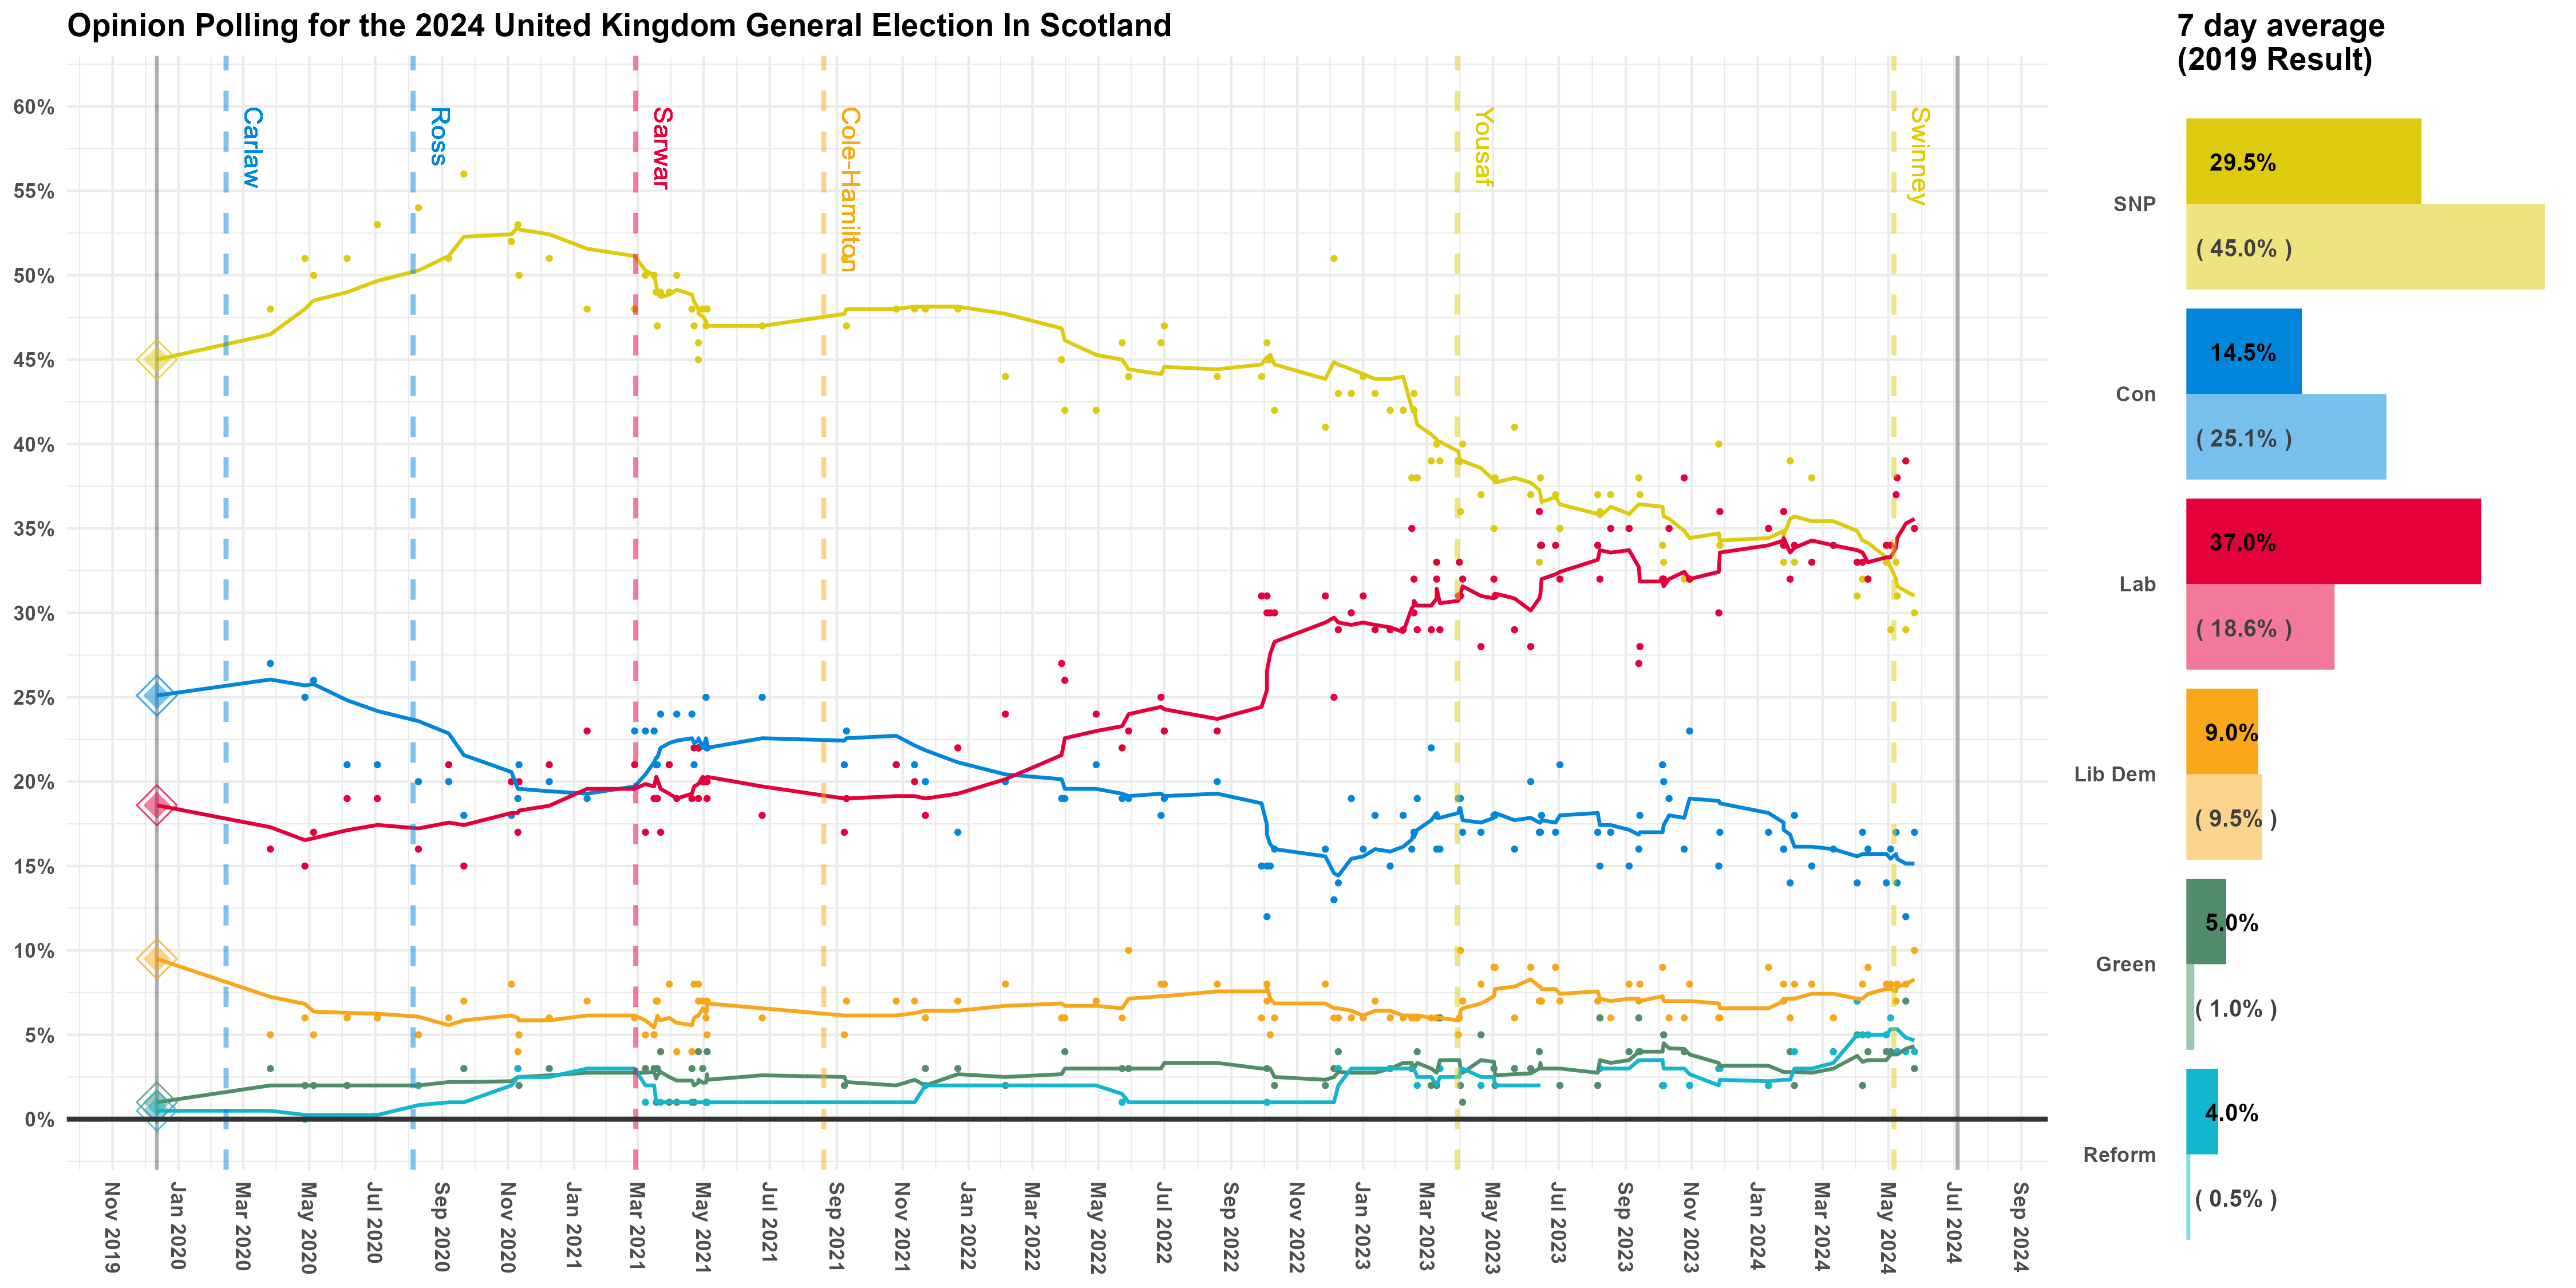 Opinion Polling for the 2024 United Kingdom General Election In Scotland
7 day average
(2019 Result)
60%
55%
50%
45%
40%
35%
30%
25%
20%
15%
10%
5%
0%
Carlaw
Ross
Sarwar
Cole-Hamilton
Yousaf
Swinney
Nov 2019
Jan 2020
Mar 2020
May 2020
Jul 2020
Sep 2020
Nov 2020
Jan 2021
Mar 2021
May 2021
Jul 2021
Sep 2021
Nov 2021
Jan 2022
Mar 2022
May 2022
Jul 2022
Sep 2022
Nov 2022
Jan 2023
Mar 2023
May 2023
Jul 2023
Sep 2023
Nov 2023
Jan 2024
Mar 2024
May 2024
Jul 2024
Sep 2024
SNP
29.5%
( 45.0% )
Con
14.5%
( 25.1% )
Lab
37.0%
( 18.6% )
Lib Dem
9.0%
( 9.5% )
Green
5.0%
( 1.0% )
Reform
4.0%
( 0.5% )